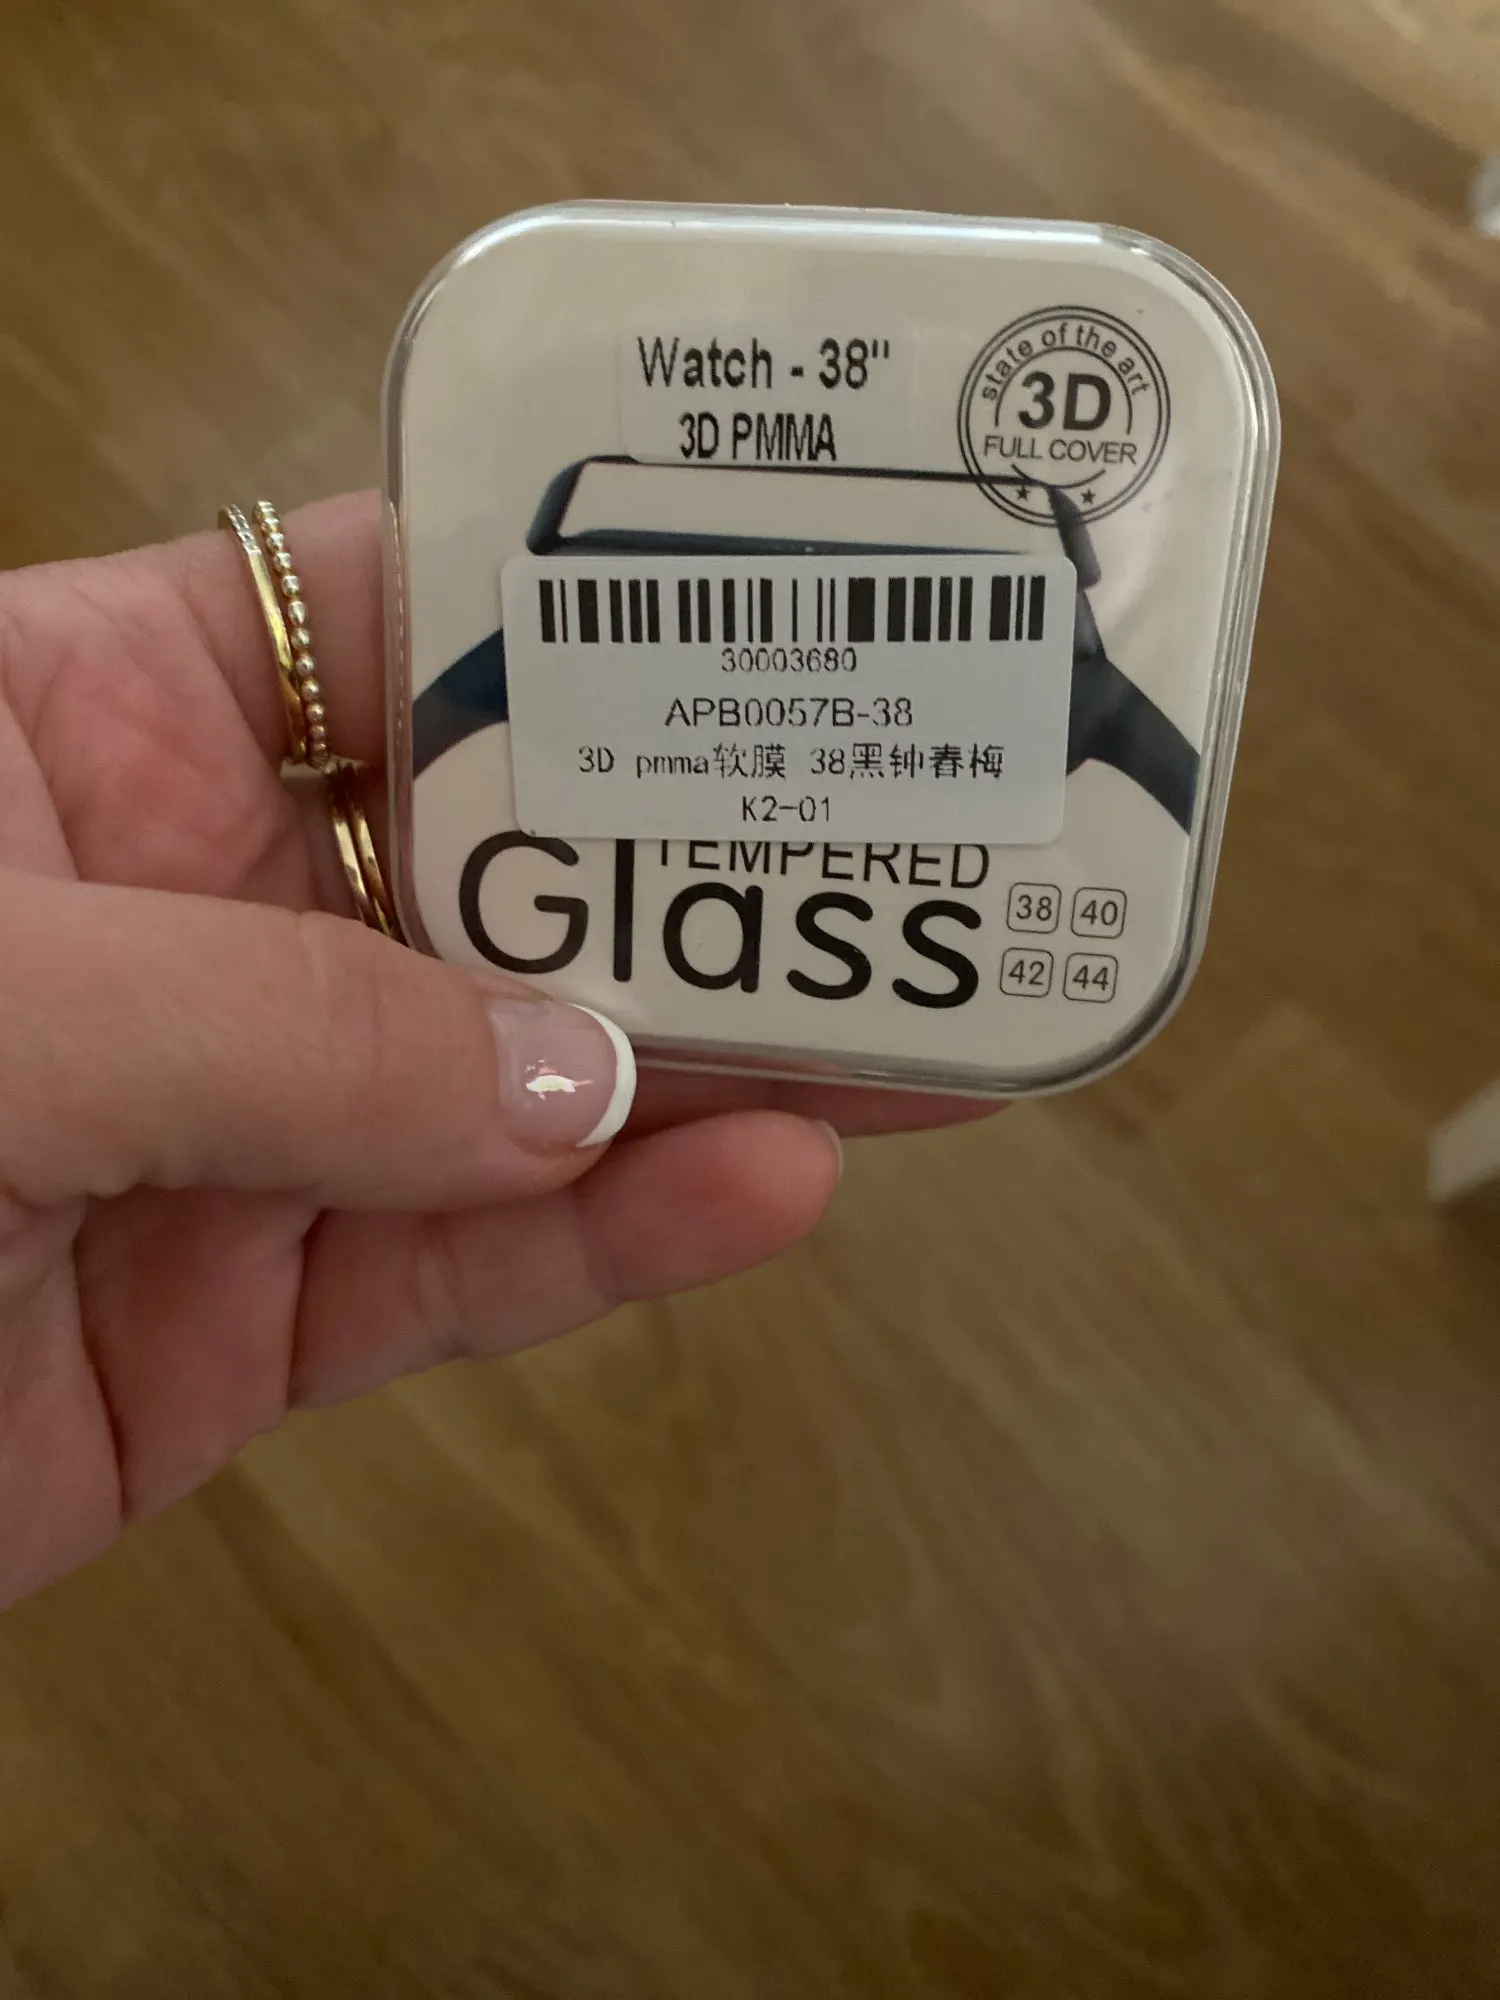 Watch - 38"
3D PMMA
state of the art
3D
FULL COVER
30003680
APB0057B-38
3D pmma软膜 38黑钟春梅
K2-01
TEMPERED
Glass
38 40
42 44